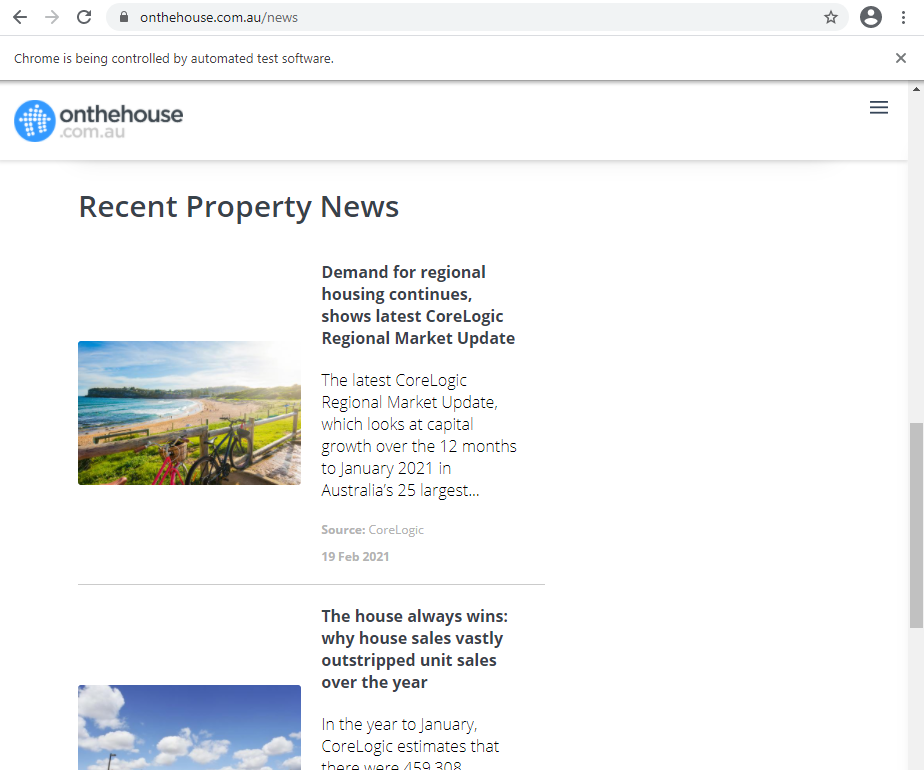 onthehouse.com.au/news
Chrome is being controlled by automated test software.
onthehouse
.com.au
Recent Property News
Demand for regional
housing continues,
shows latest CoreLogic
Regional Market Update
The latest CoreLogic
Regional Market Update,
which looks at capital
growth over the 12 months
to January 2021 in
Australia’s 25 largest...
Source: CoreLogic
19 Feb 2021
The house always wins:
why house sales vastly
outstripped unit sales
over the year
In the year to January,
CoreLogic estimates that
there were 459,308